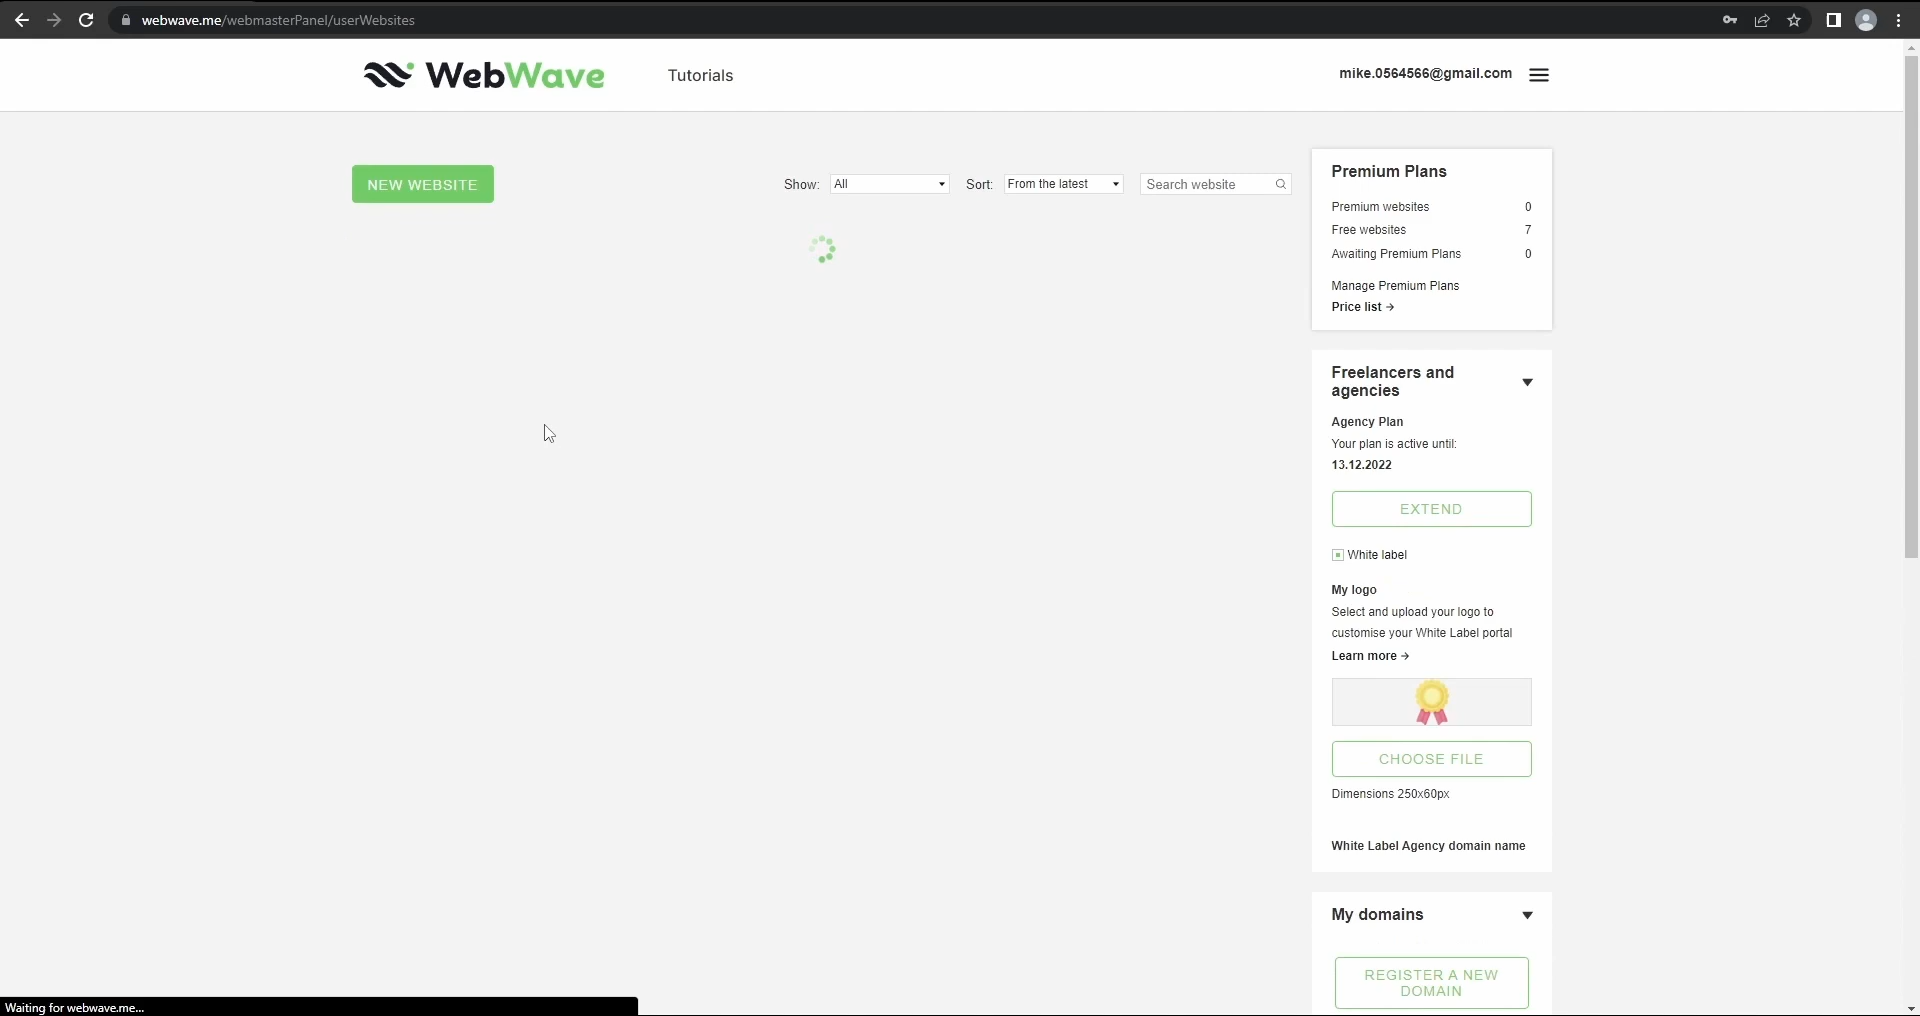 webwave.me/webmasterPanel/userWebsites
WebWave
Tutorials
mike.0564566@gmail.com
NEW WEBSITE
Show:
All
Sort:
From the latest
Search website
Premium Plans
Premium websites 0
Free websites 7
Awaiting Premium Plans 0
Manage Premium Plans
Price list →
Freelancers and
agencies
Agency Plan
Your plan is active until:
13.12.2022
EXTEND
White label
My logo
Select and upload your logo to
customise your White Label portal
Learn more →
CHOOSE FILE
Dimensions 250x60px
White Label Agency domain name
My domains
REGISTER A NEW
DOMAIN
Waiting for webwave.me...